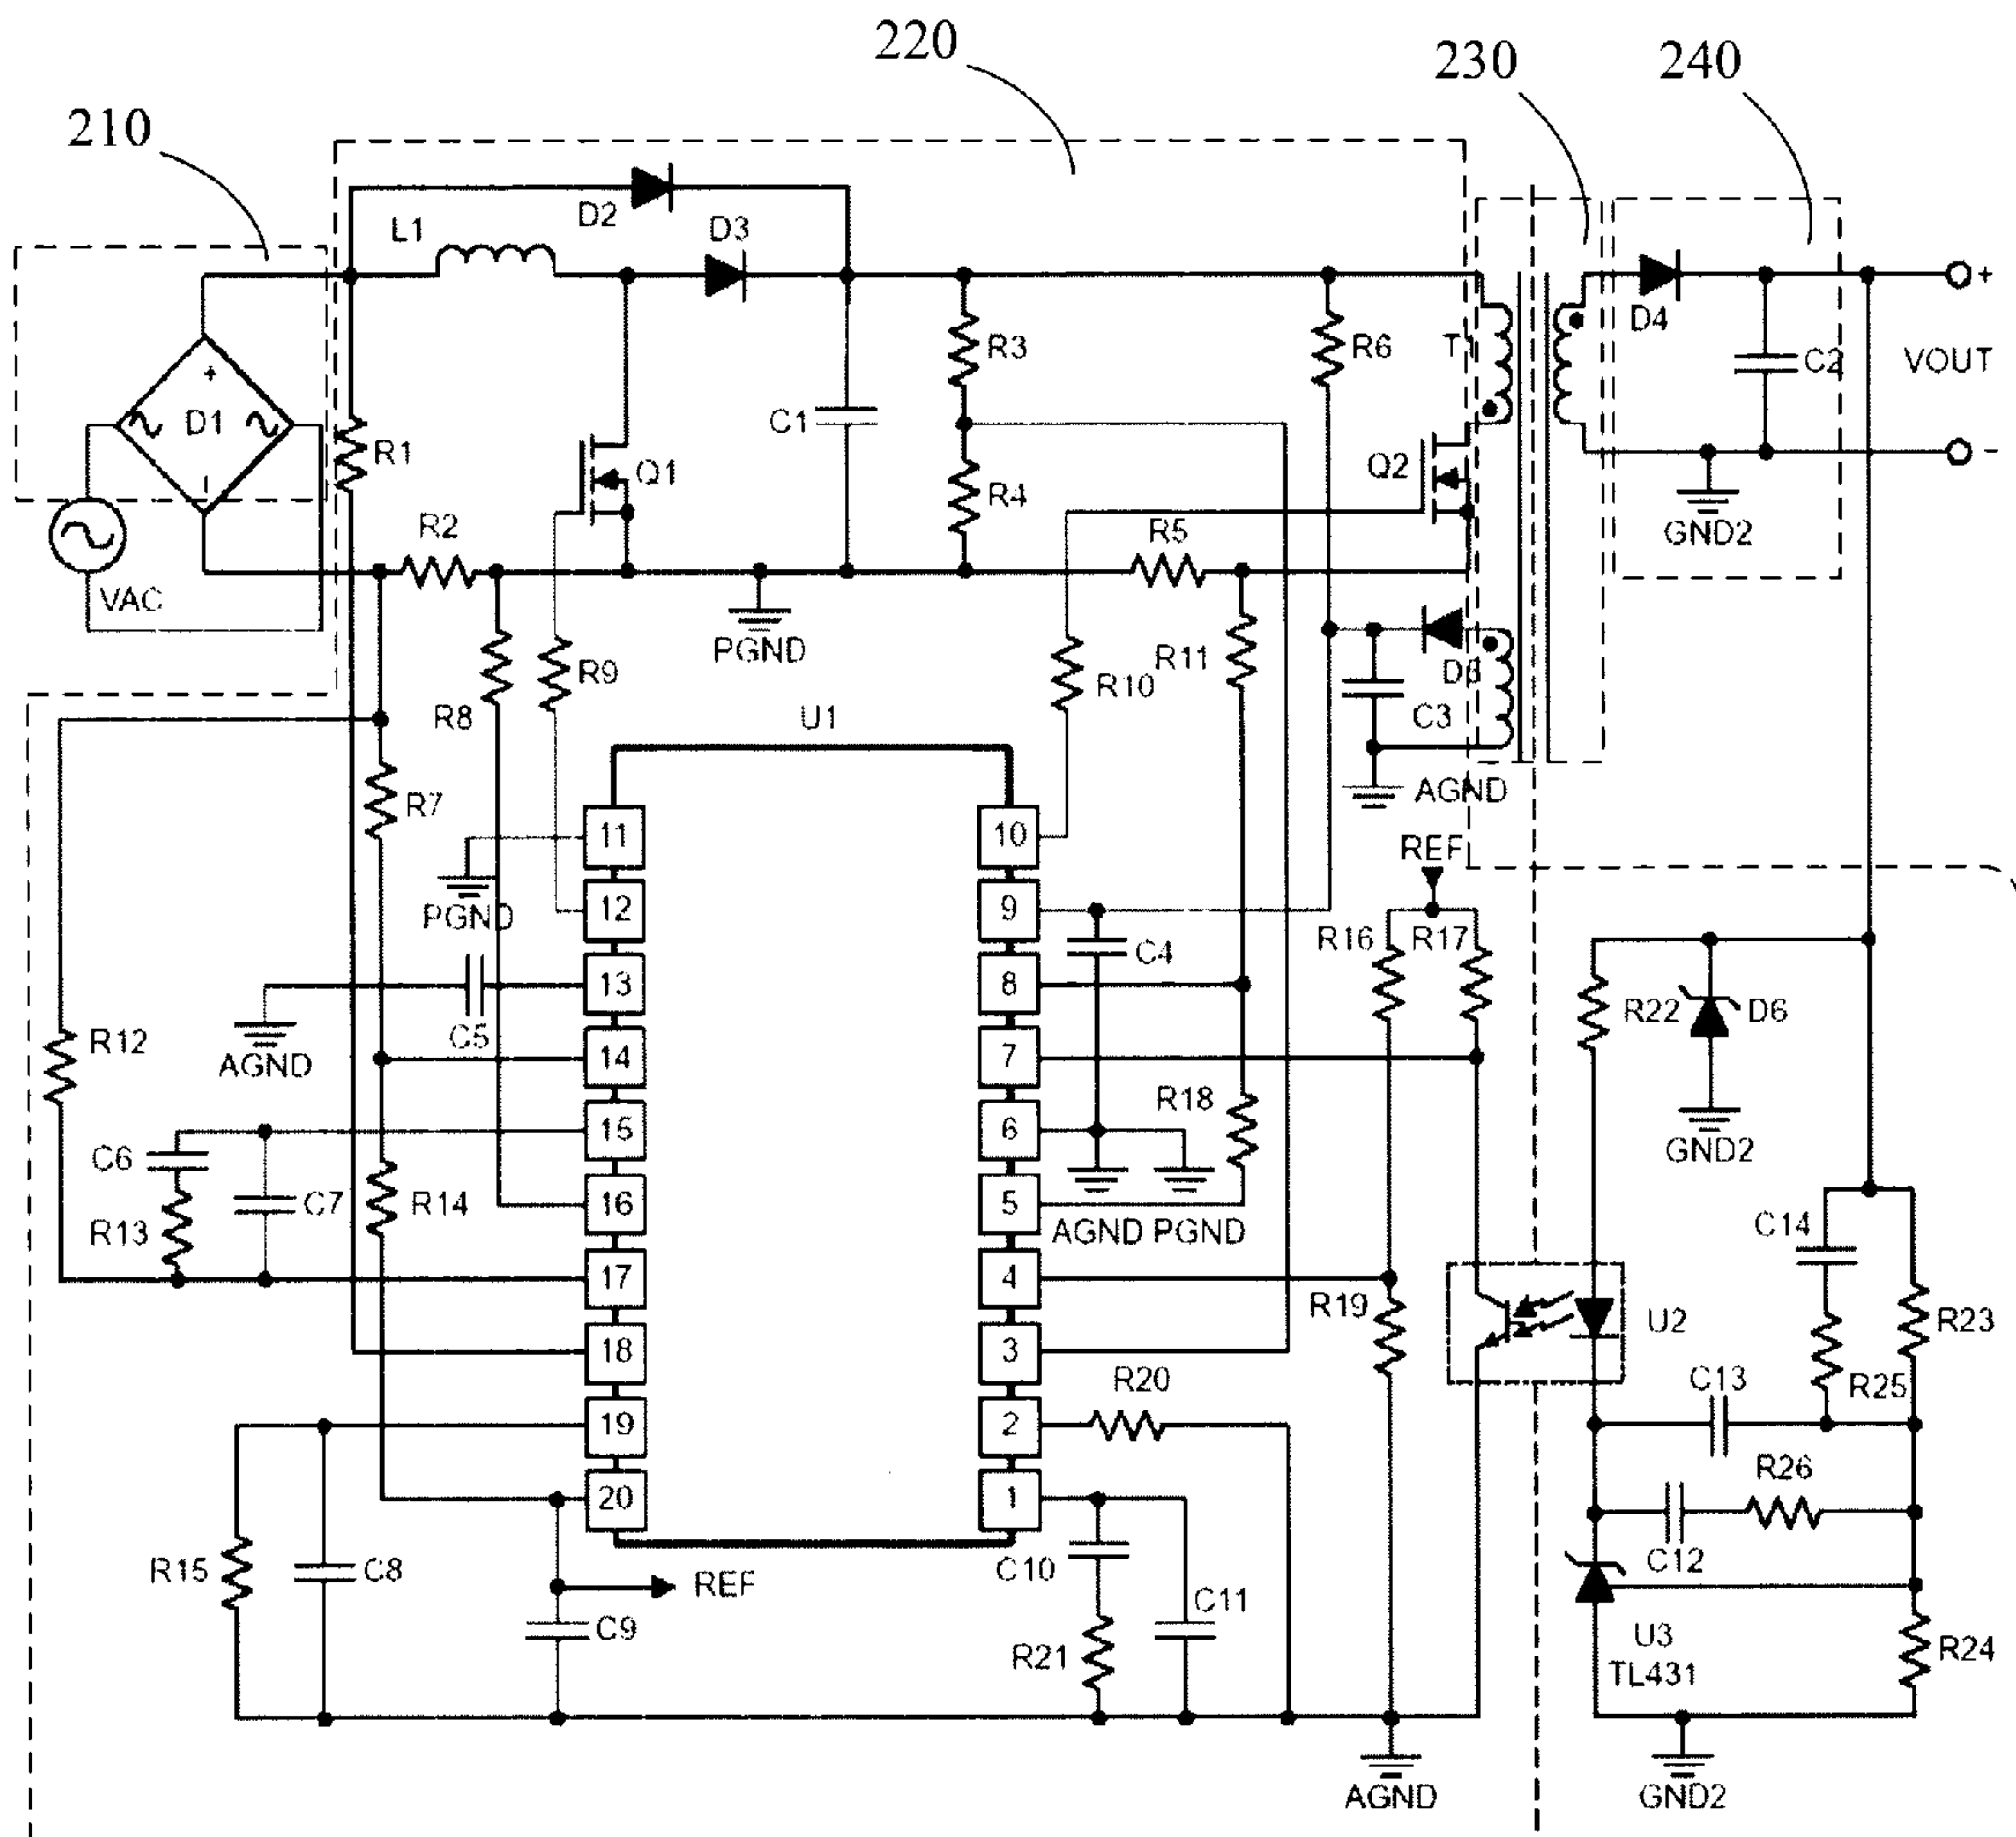 220
230
240
210
D2
L1
D3
D4
R3
R6
T
C2
VOUT
+
-
+
D1
-
R1
C1
Q1
R4
Q2
R2
R5
GND2
VAC
PGND
R9
R8
R10
R11
D5
C3
AGND
U1
R7
11
10
REF
PGND
12
9
C4
R16
R17
13
8
C5
AGND
R12
14
7
R22
D6
GND2
R18
15
6
C6
C7
R13
R14
16
5
AGND PGND
C14
17
4
R19
U2
R23
18
3
R20
C13
R25
19
2
R26
20
1
C12
R15
C8
REF
C9
C10
C11
R21
U3
TL431
R24
AGND
GND2